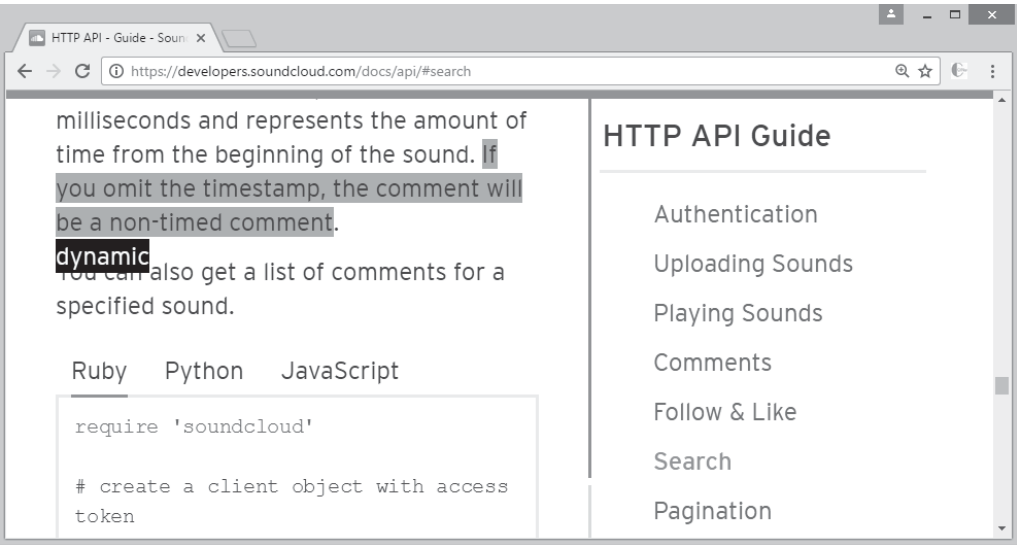 HTTP API - Guide - Soun
https://developers.soundcloud.com/docs/api/#search
milliseconds and represents the amount of
time from the beginning of the sound. If
you omit the timestamp, the comment will
be a non-timed comment.
dynamic
You can also get a list of comments for a
specified sound.
Ruby Python JavaScript
require 'soundcloud'
# create a client object with access
token
HTTP API Guide
Authentication
Uploading Sounds
Playing Sounds
Comments
Follow & Like
Search
Pagination